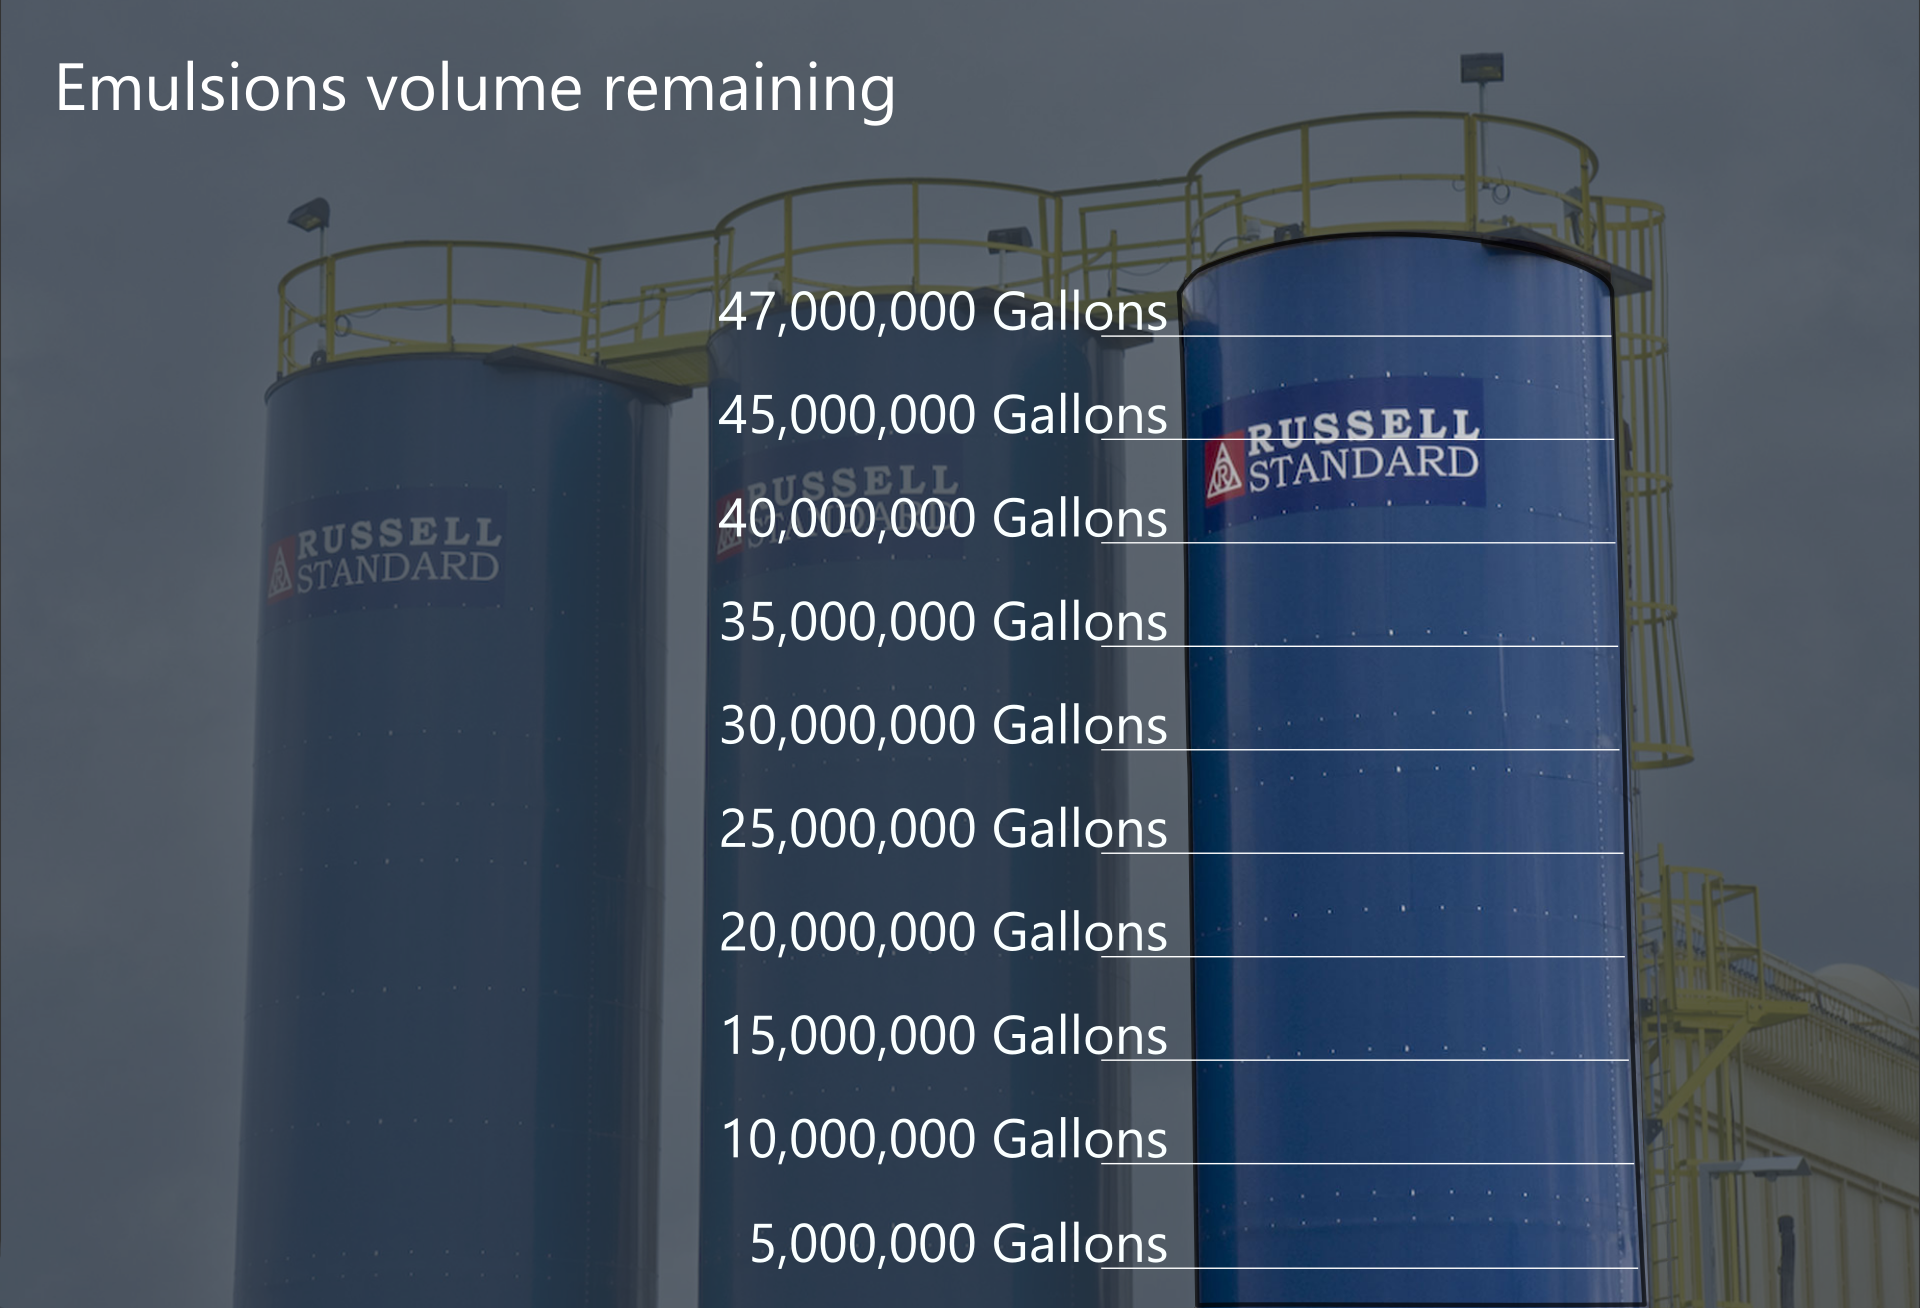 Emulsions volume remaining
47,000,000 Gallons
45,000,000 Gallons
RUSSELL
STANDARD
RUSSELL
STANDARD
40,000,000 Gallons
RUSSELL
STANDARD
35,000,000 Gallons
30,000,000 Gallons
25,000,000 Gallons
20,000,000 Gallons
15,000,000 Gallons
10,000,000 Gallons
5,000,000 Gallons